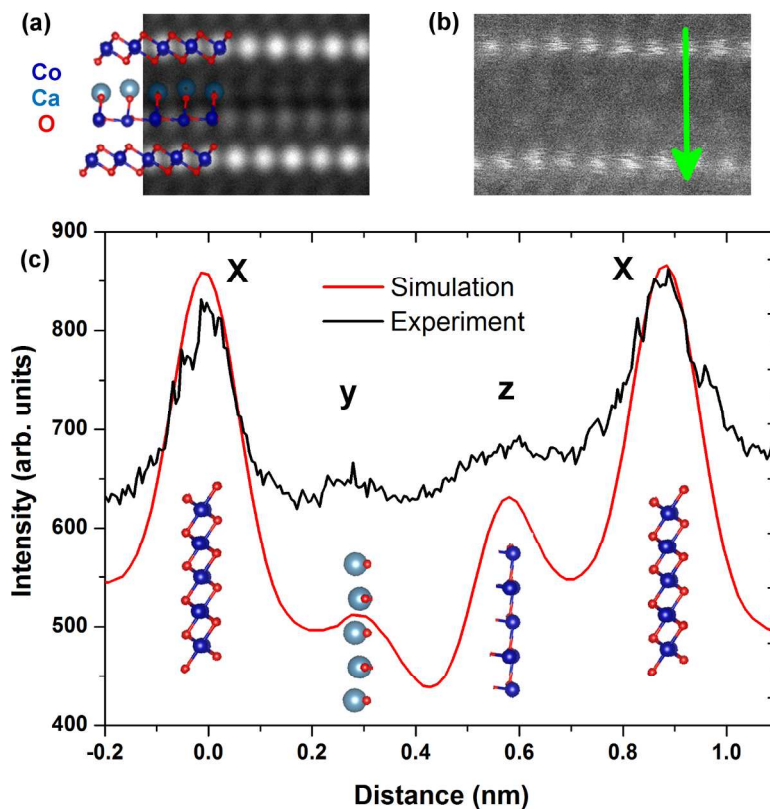 (a)
(b)
Co
Ca
O
(c)
X
X
Simulation
Experiment
y
z
900
800
700
600
500
400
-0.2
0.0
0.2
0.4
0.6
0.8
1.0
Intensity (arb. units)
Distance (nm)